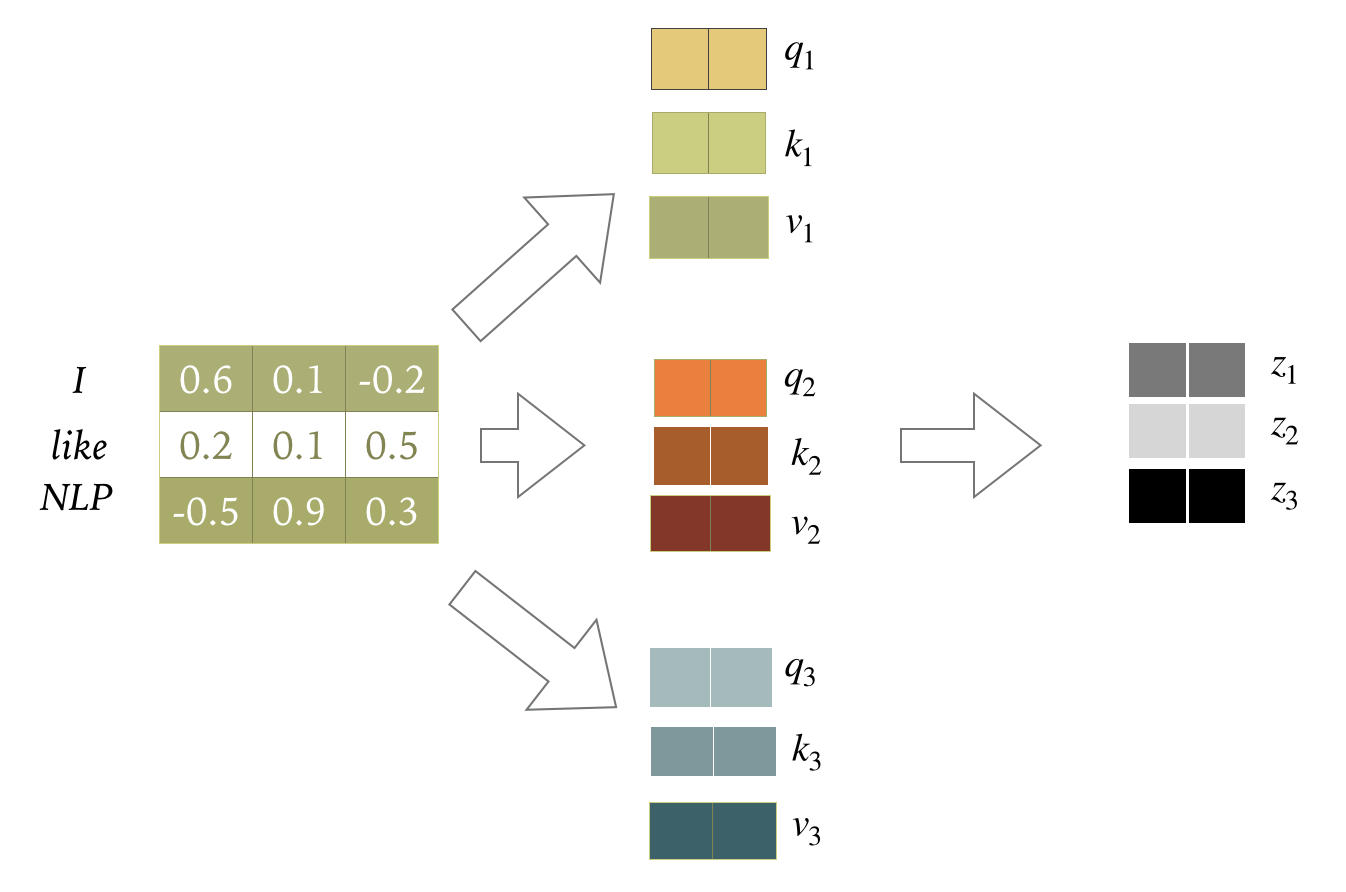 I 0.6 0.1 -0.2
like 0.2 0.1 0.5
NLP -0.5 0.9 0.3
q₁
k₁
v₁
q₂
k₂
v₂
q₃
k₃
v₃
z₁
z₂
z₃